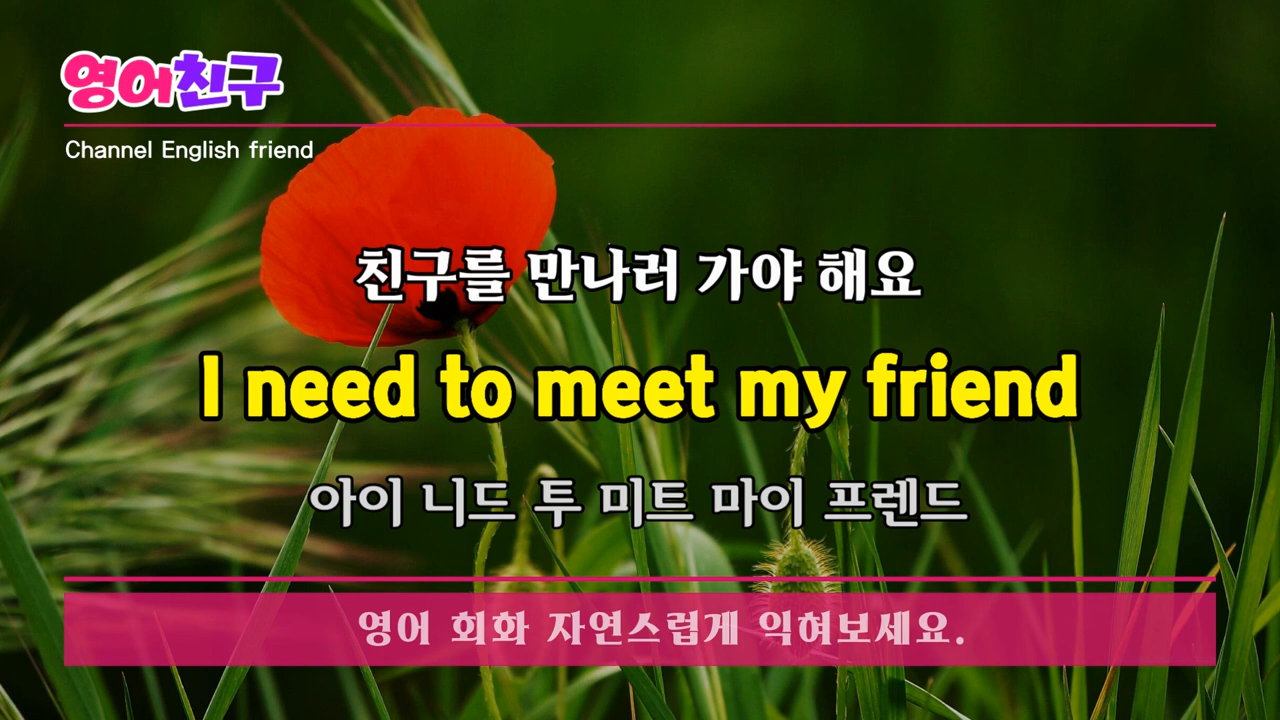 영어친구
Channel English friend
친구를 만나러 가야 해요
I need to meet my friend
아이 니드 투 미트 마이 프렌드
영어 회화 자연스럽게 익혀보세요.